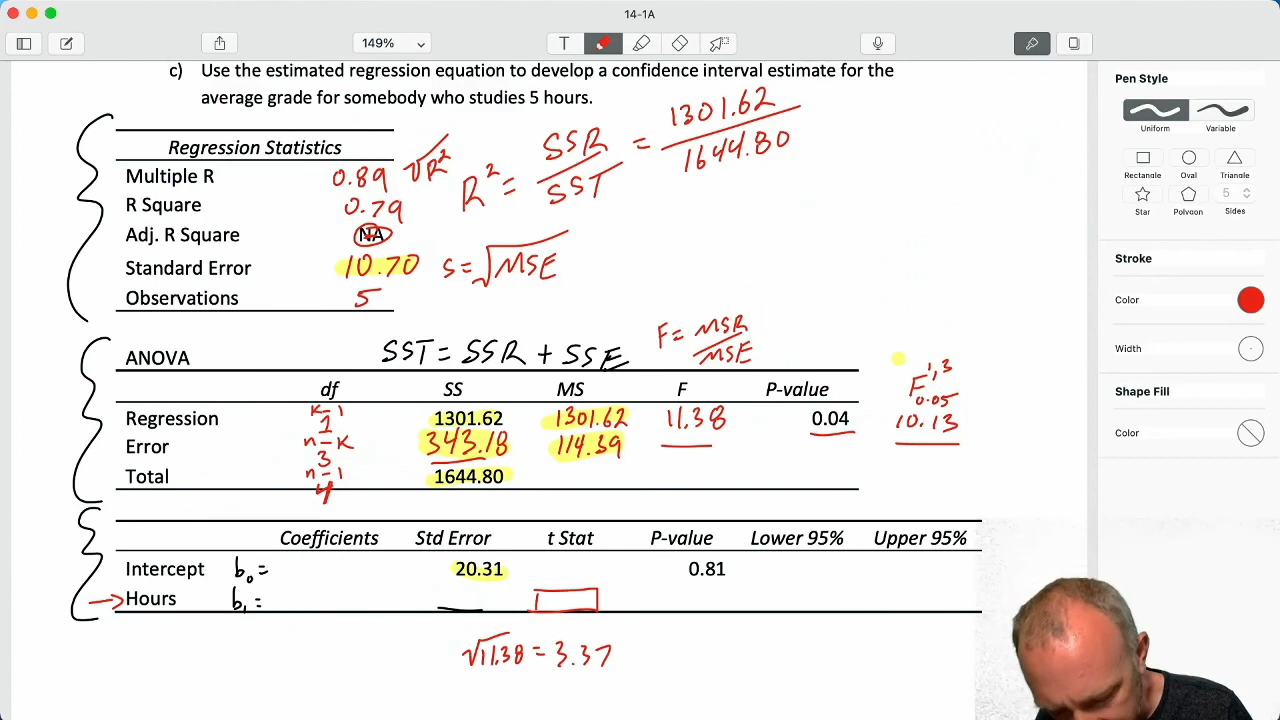 14-1A
149%
T
c) Use the estimated regression equation to develop a confidence interval estimate for the
average grade for somebody who studies 5 hours.
Regression Statistics
Multiple R 0.89 √R²
R Square 0.79
Adj. R Square NA
Standard Error 10.70 s = √MSE
Observations 5
R² = SSR / SST = 1301.62 / 1644.80
ANOVA SST = SSR + SSE F = MSR / MSE
df SS MS F P-value
K-1
Regression 1 1301.62 1301.62 11.38 0.04
n-K
Error 3 343.18 114.39
n-1
Total 4 1644.80
F 1,3 0.05
10.13
Coefficients Std Error t Stat P-value Lower 95% Upper 95%
Intercept b₀ = 20.31 0.81
Hours b₁ =
√11.38 = 3.37
Pen Style
Uniform Variable
Rectangle Oval Triangle
5
Star Polygon Sides
Stroke
Color
Width
Shape Fill
Color